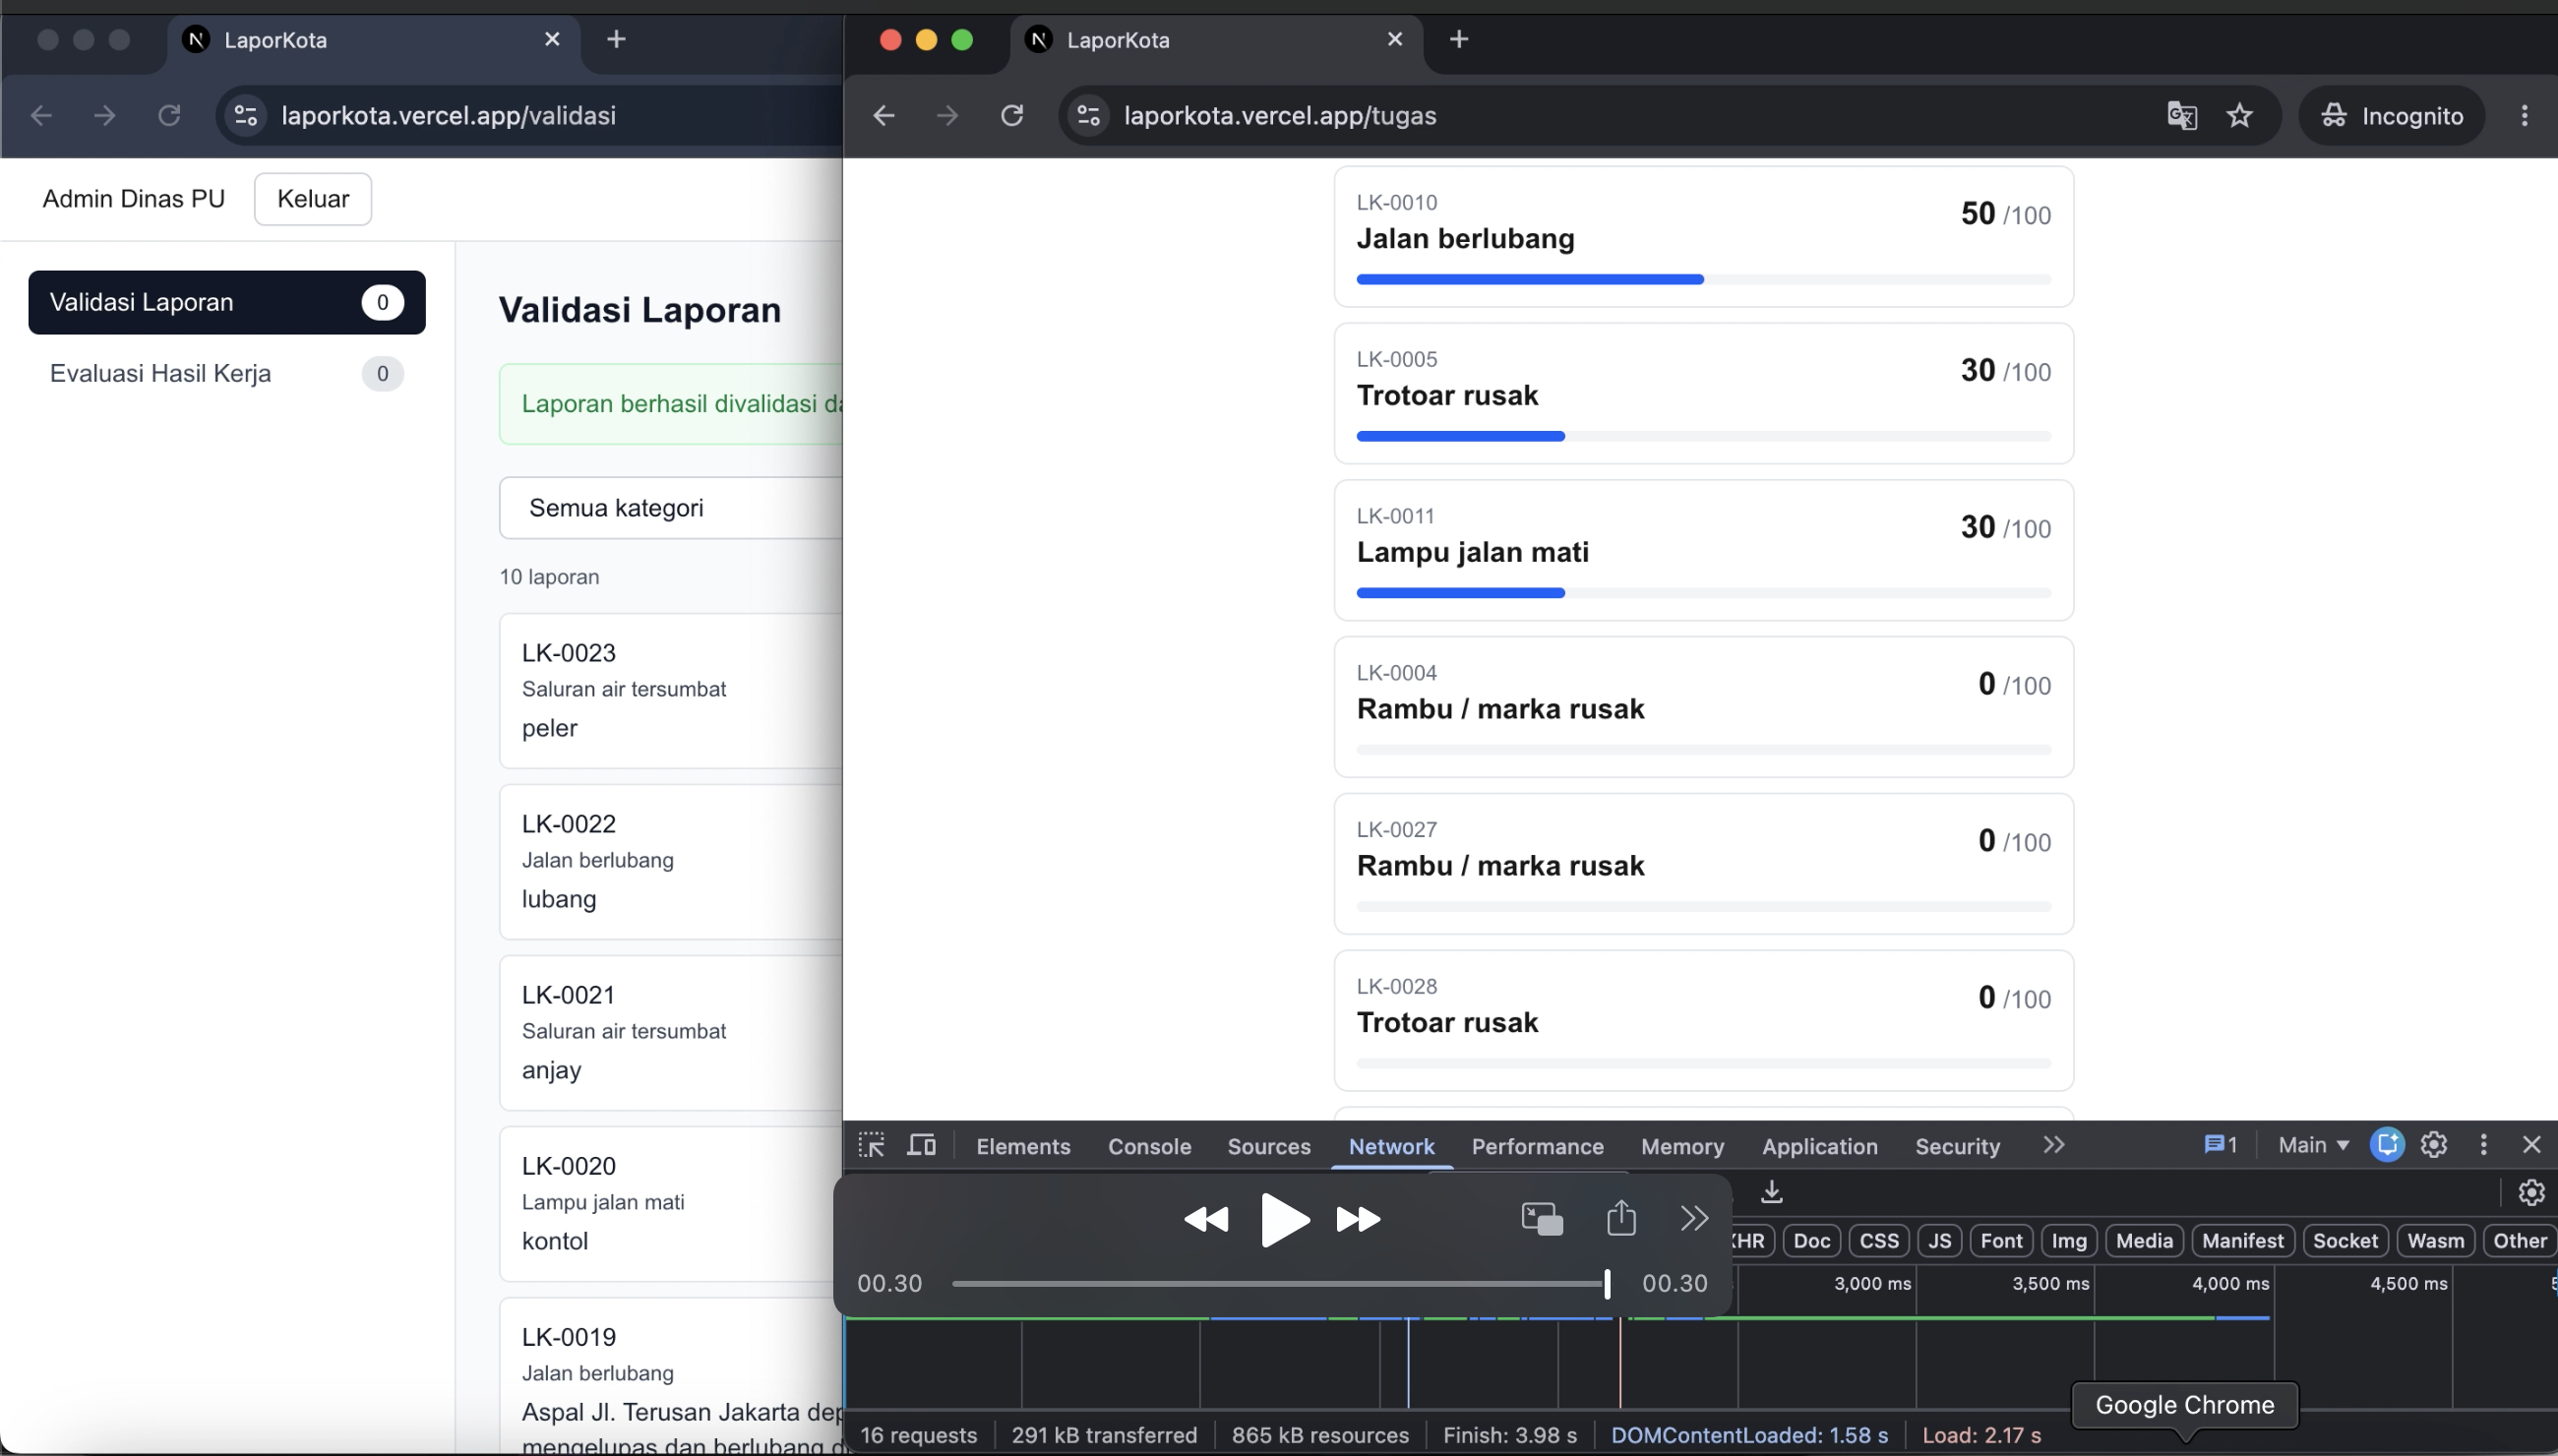 LaporKota
laporkota.vercel.app/validasi
Admin Dinas PU
Keluar
Validasi Laporan
0
Evaluasi Hasil Kerja
0
Validasi Laporan
Laporan berhasil divalidasi
Semua kategori
10 laporan
LK-0023
Saluran air tersumbat
peler
LK-0022
Jalan berlubang
lubang
LK-0021
Saluran air tersumbat
anjay
LK-0020
Lampu jalan mati
kontol
LK-0019
Jalan berlubang
Aspal Jl. Terusan Jakarta
mengelupas dan berlubang
LaporKota
laporkota.vercel.app/tugas
Incognito
LK-0010
50 /100
Jalan berlubang
LK-0005
30 /100
Trotoar rusak
LK-0011
30 /100
Lampu jalan mati
LK-0004
0 /100
Rambu / marka rusak
LK-0027
0 /100
Rambu / marka rusak
LK-0028
0 /100
Trotoar rusak
Elements Console Sources Network Performance Memory Application Security 1 Main
Doc CSS JS Font Img Media Manifest Socket Wasm Other
00.30 00.30
3,000 ms 3,500 ms 4,000 ms 4,500 ms
Google Chrome
16 requests 291 kB transferred 865 kB resources Finish: 3.98 s DOMContentLoaded: 1.58 s Load: 2.17 s